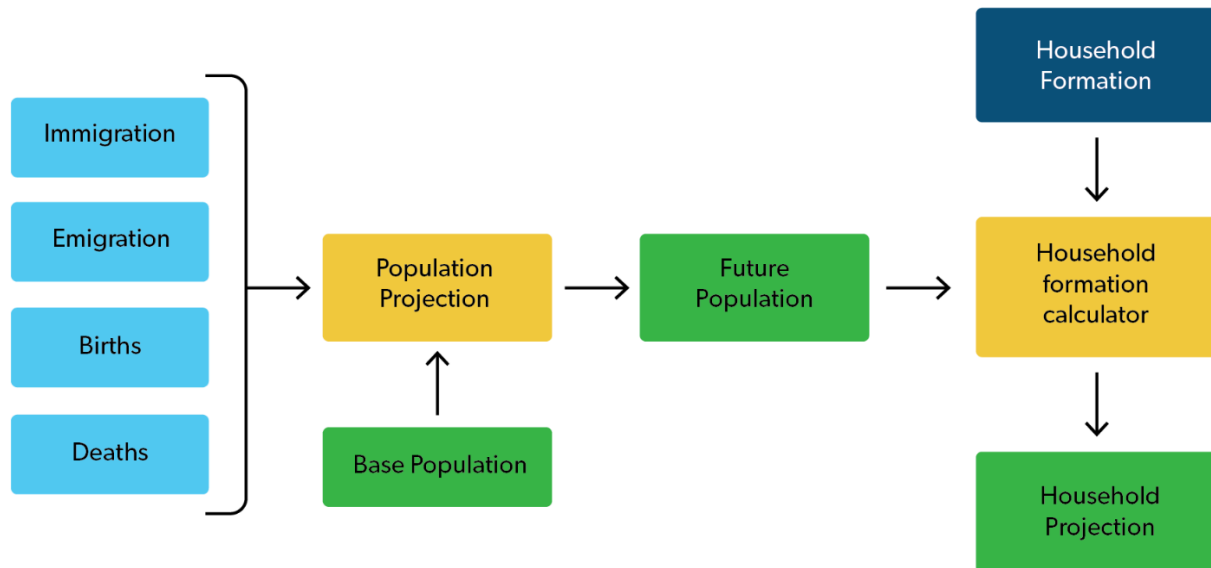 Immigration
Emigration
Births
Deaths
Population
Projection
Base Population
Future
Population
Household
Formation
Household
formation
calculator
Household
Projection